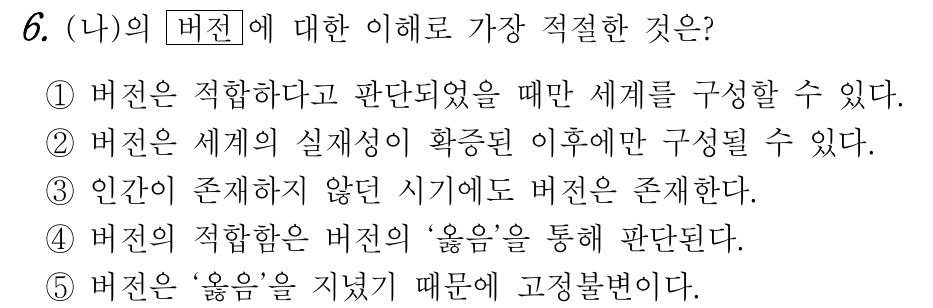 6. (나)의 버전에 대한 이해로 가장 적절한 것은?
① 버전은 적합하다고 판단되었을 때만 세계를 구성할 수 있다.
② 버전은 세계의 실재성이 확증된 이후에만 구성될 수 있다.
③ 인간이 존재하지 않던 시기에도 버전은 존재한다.
④ 버전의 적합함은 버전의 ‘옳음’을 통해 판단된다.
⑤ 버전은 ‘옳음’을 지녔기 때문에 고정불변이다.